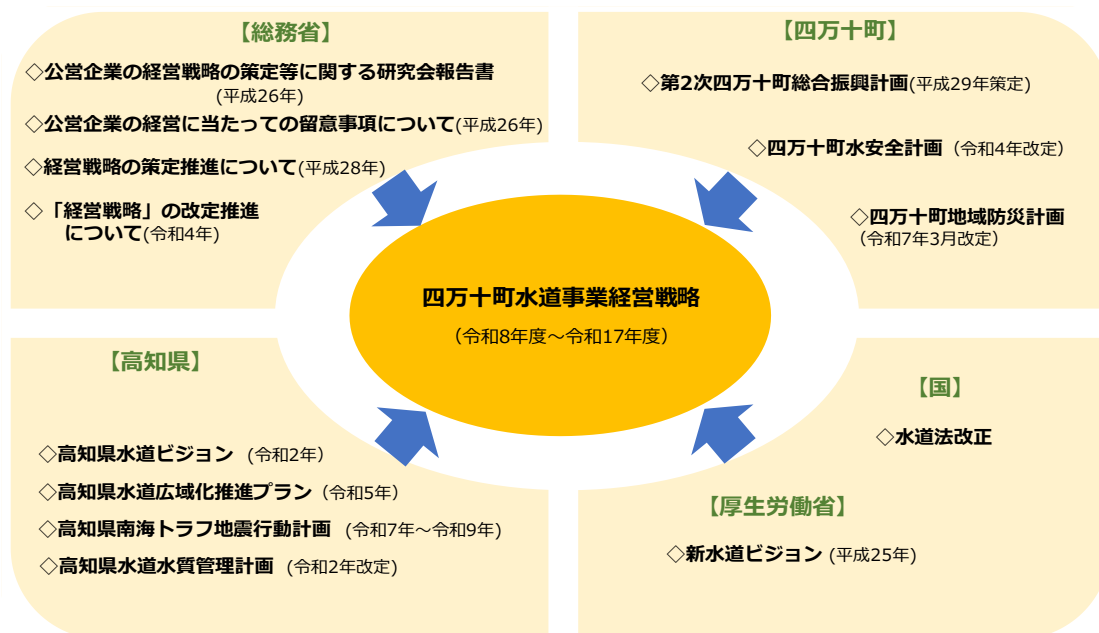 【総務省】
◇公営企業の経営戦略の策定等に関する研究会報告書
(平成26年)
◇公営企業の経営に当たっての留意事項について(平成26年)
◇経営戦略の策定推進について(平成28年)
◇「経営戦略」の改定推進
について(令和4年)
【四万十町】
◇第2次四万十町総合振興計画(平成29年策定)
◇四万十町水安全計画（令和4年改定）
◇四万十町地域防災計画
（令和7年3月改定）
四万十町水道事業経営戦略
（令和8年度～令和17年度）
【高知県】
◇高知県水道ビジョン（令和2年）
◇高知県水道広域化推進プラン（令和5年）
◇高知県南海トラフ地震行動計画（令和7年～令和9年）
◇高知県水道水質管理計画（令和2年改定）
【国】
◇水道法改正
【厚生労働省】
◇新水道ビジョン(平成25年)